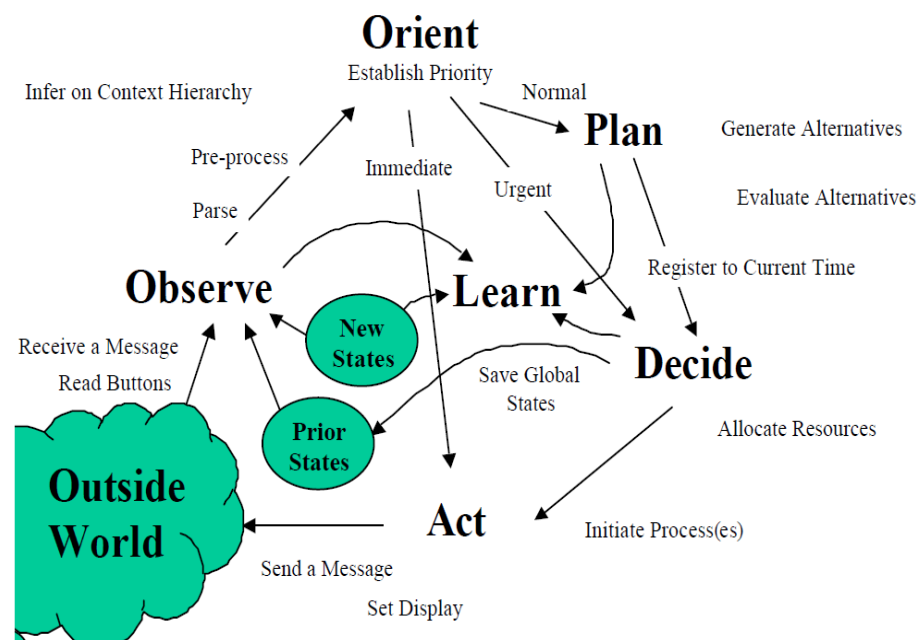 Orient
Establish Priority
Infer on Context Hierarchy
Normal
Plan
Generate Alternatives
Pre-process
Immediate
Urgent
Evaluate Alternatives
Parse
Observe
Learn
Register to Current Time
New
States
Receive a Message
Read Buttons
Decide
Save Global
States
Prior
States
Allocate Resources
Outside
World
Act
Initiate Process(es)
Send a Message
Set Display